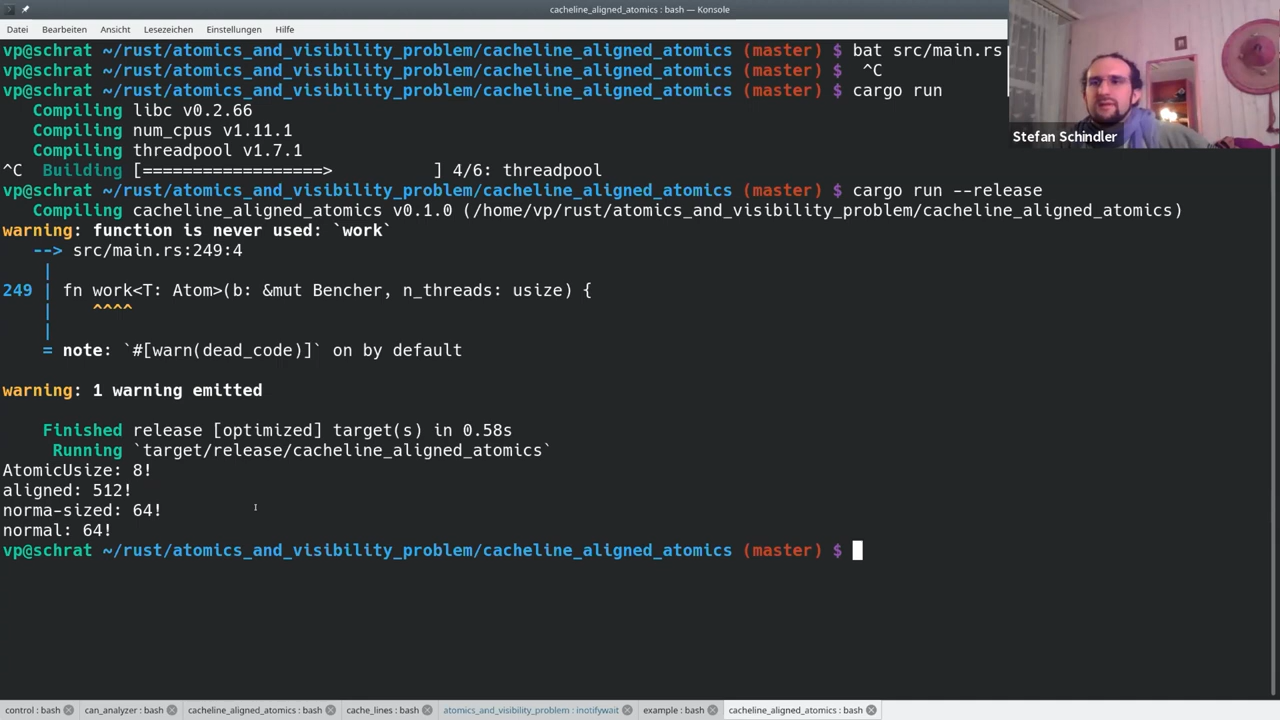 cacheline_aligned_atomics : bash — Konsole
Datei Bearbeiten Ansicht Lesezeichen Einstellungen Hilfe
vp@schrat ~/rust/atomics_and_visibility_problem/cacheline_aligned_atomics (master) $ bat src/main.rs
vp@schrat ~/rust/atomics_and_visibility_problem/cacheline_aligned_atomics (master) $  ^C
vp@schrat ~/rust/atomics_and_visibility_problem/cacheline_aligned_atomics (master) $ cargo run
Stefan Schindler
   Compiling libc v0.2.66
   Compiling num_cpus v1.11.1
   Compiling threadpool v1.7.1
^C  Building [==================>          ] 4/6: threadpool
vp@schrat ~/rust/atomics_and_visibility_problem/cacheline_aligned_atomics (master) $ cargo run --release
   Compiling cacheline_aligned_atomics v0.1.0 (/home/vp/rust/atomics_and_visibility_problem/cacheline_aligned_atomics)
warning: function is never used: `work`
   --> src/main.rs:249:4
    |
249 | fn work<T: Atom>(b: &mut Bencher, n_threads: usize) {
    |    ^^^^
    |
    = note: `#[warn(dead_code)]` on by default
warning: 1 warning emitted
    Finished release [optimized] target(s) in 0.58s
     Running `target/release/cacheline_aligned_atomics`
AtomicUsize: 8!
aligned: 512!
norma-sized: 64!
normal: 64!
vp@schrat ~/rust/atomics_and_visibility_problem/cacheline_aligned_atomics (master) $
control : bash can_analyzer : bash cacheline_aligned_atomics : bash cache_lines : bash atomics_and_visibility_problem : inotifywait example : bash cacheline_aligned_atomics : bash